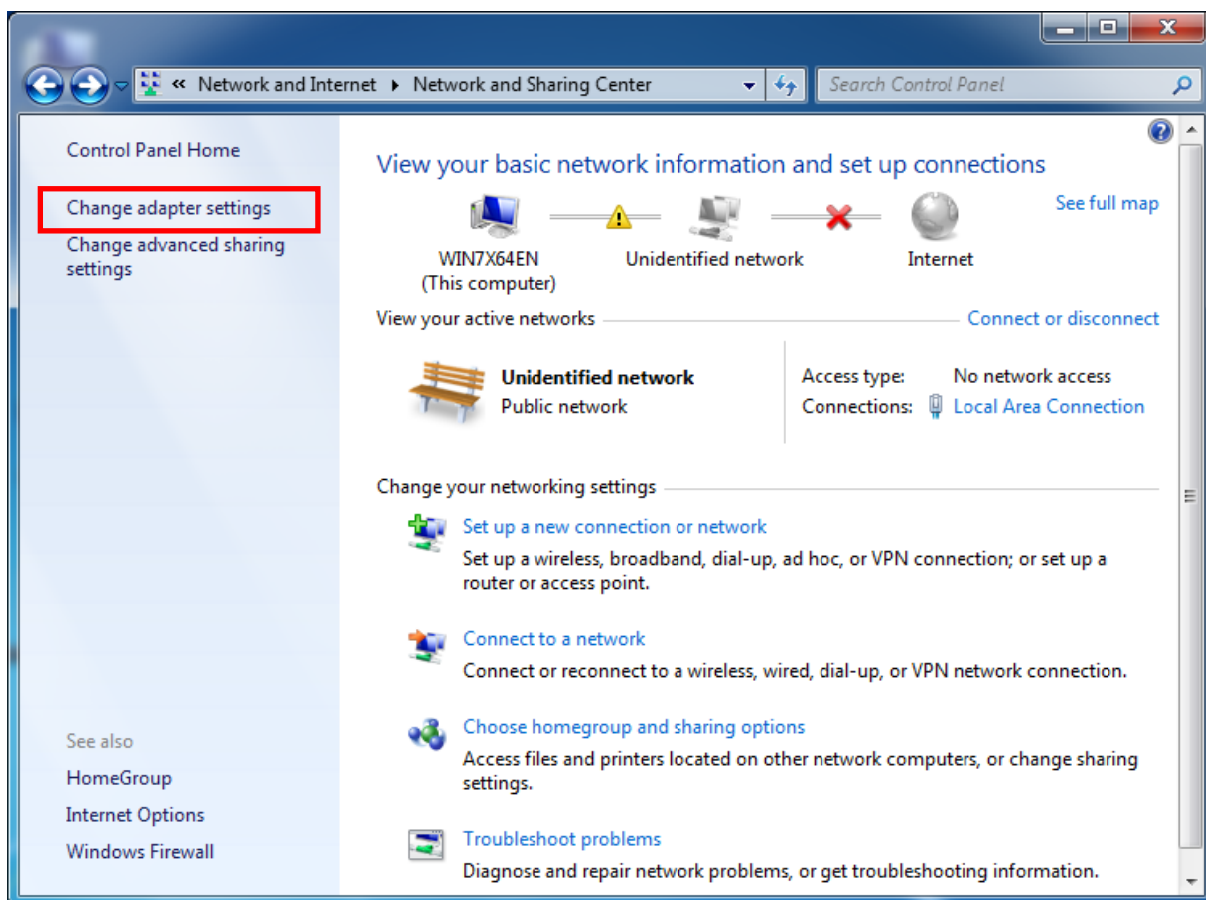 « Network and Internet ▸ Network and Sharing Center
Search Control Panel
Control Panel Home
Change adapter settings
Change advanced sharing
settings
See also
HomeGroup
Internet Options
Windows Firewall
View your basic network information and set up connections
See full map
WIN7X64EN
(This computer)
Unidentified network
Internet
View your active networks
Connect or disconnect
Unidentified network
Public network
Access type: No network access
Connections: Local Area Connection
Change your networking settings
Set up a new connection or network
Set up a wireless, broadband, dial-up, ad hoc, or VPN connection; or set up a
router or access point.
Connect to a network
Connect or reconnect to a wireless, wired, dial-up, or VPN network connection.
Choose homegroup and sharing options
Access files and printers located on other network computers, or change sharing
settings.
Troubleshoot problems
Diagnose and repair network problems, or get troubleshooting information.